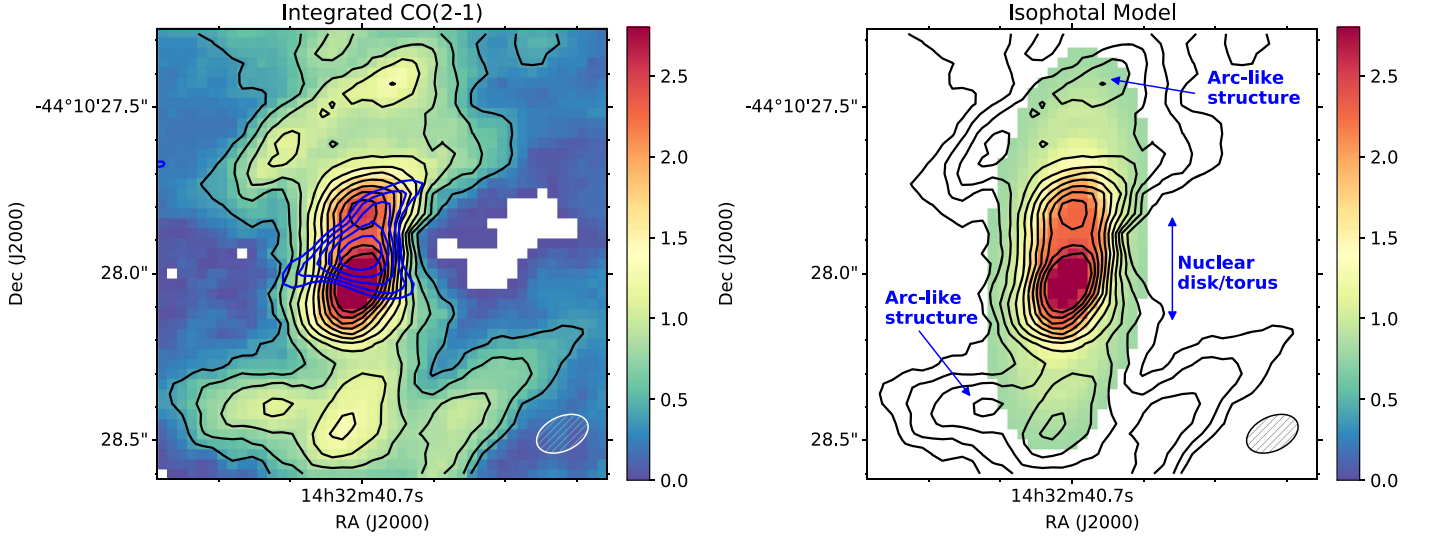 Integrated CO(2-1)
-44°10'27.5"
28.0"
28.5"
Dec (J2000)
14h32m40.7s
RA (J2000)
2.5
2.0
1.5
1.0
0.5
0.0
Isophotal Model
-44°10'27.5"
28.0"
28.5"
Dec (J2000)
14h32m40.7s
RA (J2000)
Arc-like
structure
Nuclear
disk/torus
Arc-like
structure
2.5
2.0
1.5
1.0
0.5
0.0